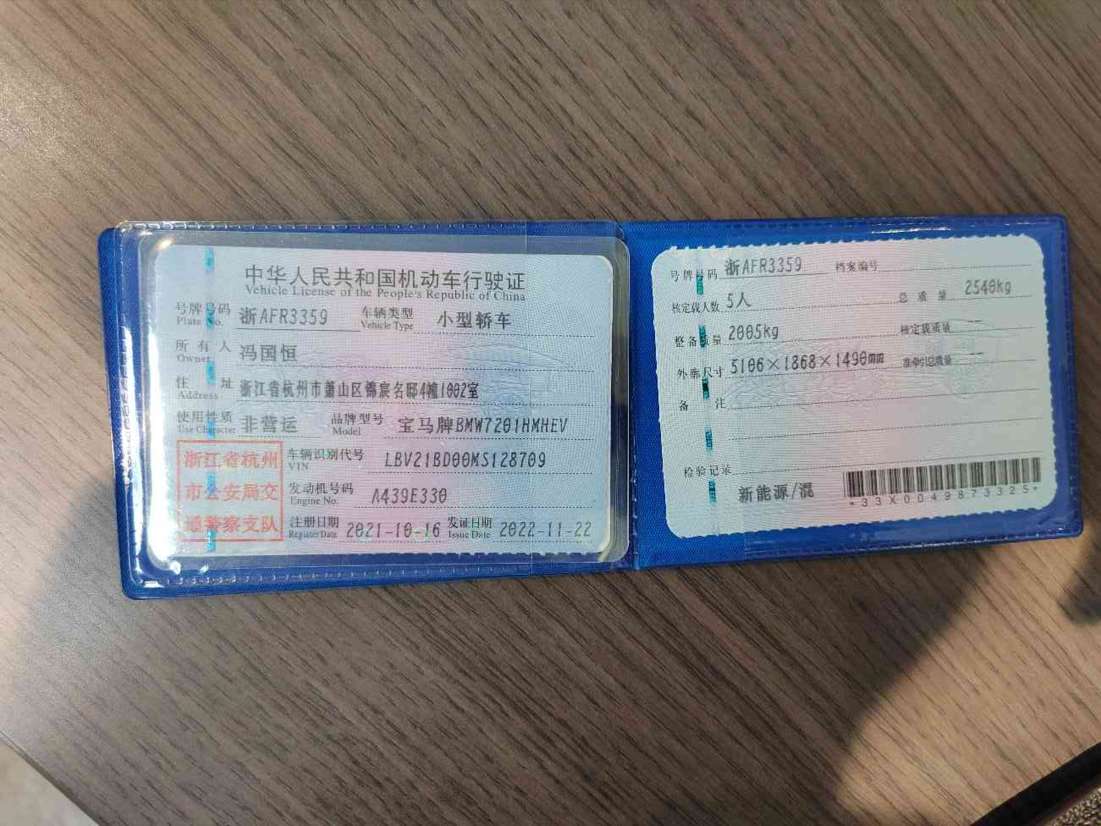 中华人民共和国机动车行驶证
Vehicle License of the People's Republic of China
号牌号码 浙AFR3359 车辆类型 小型轿车
Plate No. Vehicle Type
所有人 冯国恒
Owner
住址 浙江省杭州市萧山区锦宸名邸4幢1002室
Address
使用性质 非营运 品牌型号 宝马牌BMW7201HMHEV
Use Character Model
浙江省杭州
市公安局交
通警察支队
车辆识别代号 LBV21BD00MS128709
VIN
发动机号码 A439E330
Engine No.
注册日期 2021-10-16 发证日期 2022-11-22
Register Date Issue Date
号牌号码 浙AFR3359 档案编号
核定载人数 5人 总质量 2540kg
整备质量 2005kg 核定载质量 --
外廓尺寸 5106×1868×1490mm 准牵引总质量 --
备注
检验记录
新能源/混
*33X0049873325*